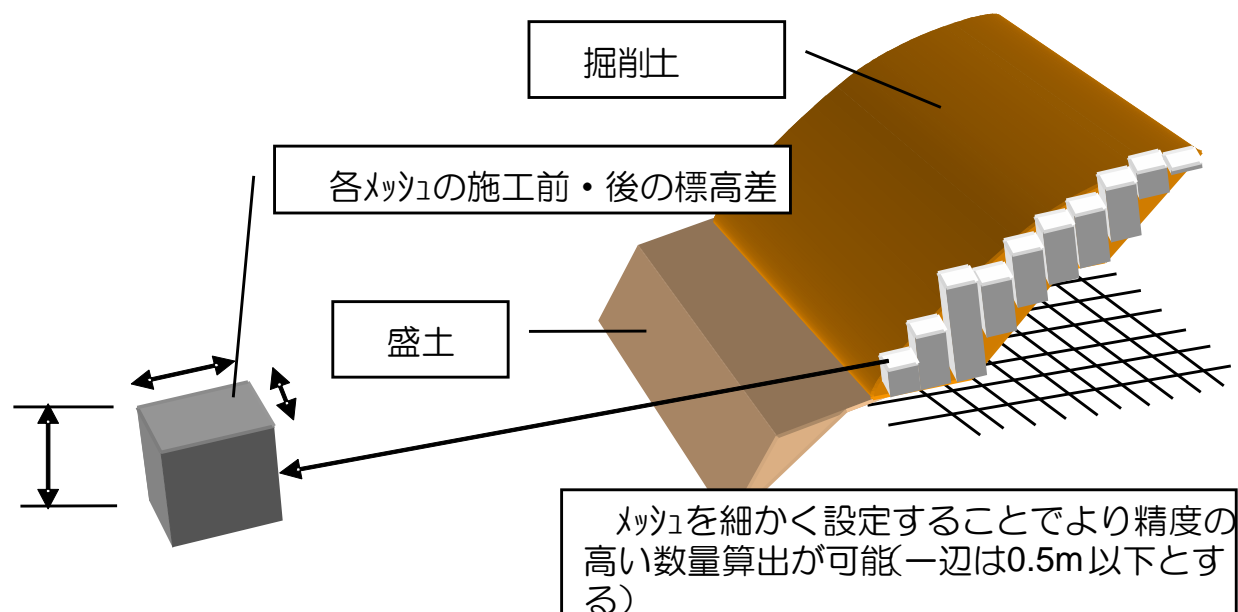 掘削土
各ﾒｯｼｭの施工前・後の標高差
盛土
ﾒｯｼｭを細かく設定することでより精度の
高い数量算出が可能(一辺は0.5m以下とす
る)